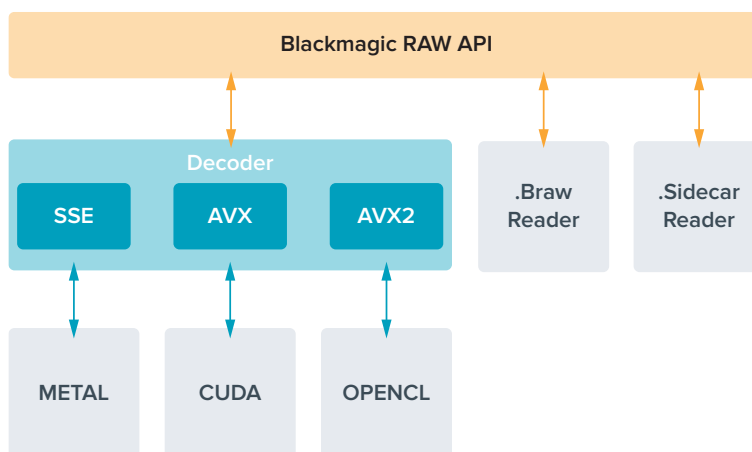 Blackmagic RAW API
Decoder
SSE
AVX
AVX2
.Braw
Reader
.Sidecar
Reader
METAL
CUDA
OPENCL